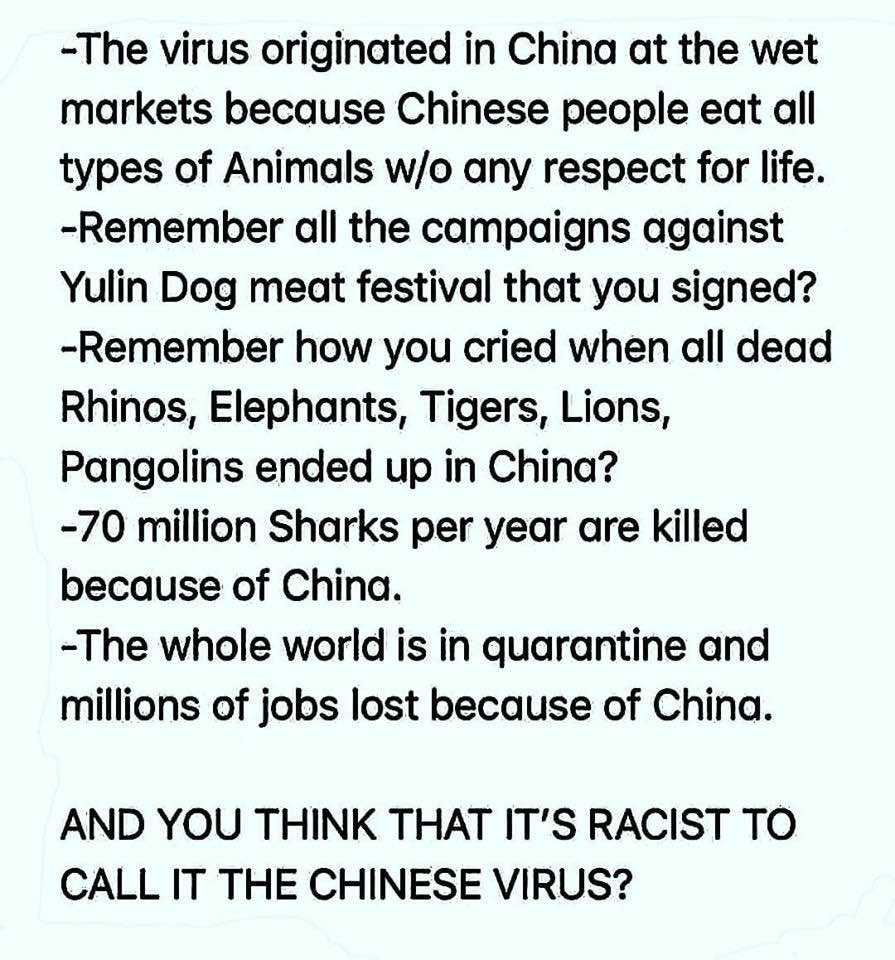 -The virus originated in China at the wet
markets because Chinese people eat all
types of Animals w/o any respect for life.
-Remember all the campaigns against
Yulin Dog meat festival that you signed?
-Remember how you cried when all dead
Rhinos, Elephants, Tigers, Lions,
Pangolins ended up in China?
-70 million Sharks per year are killed
because of China.
-The whole world is in quarantine and
millions of jobs lost because of China.
AND YOU THINK THAT IT'S RACIST TO
CALL IT THE CHINESE VIRUS?